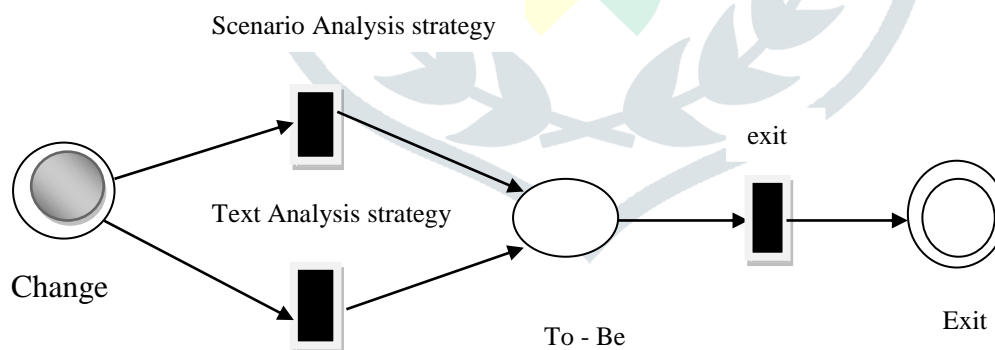 Scenario Analysis strategy
exit
Text Analysis strategy
Change
To - Be
Exit